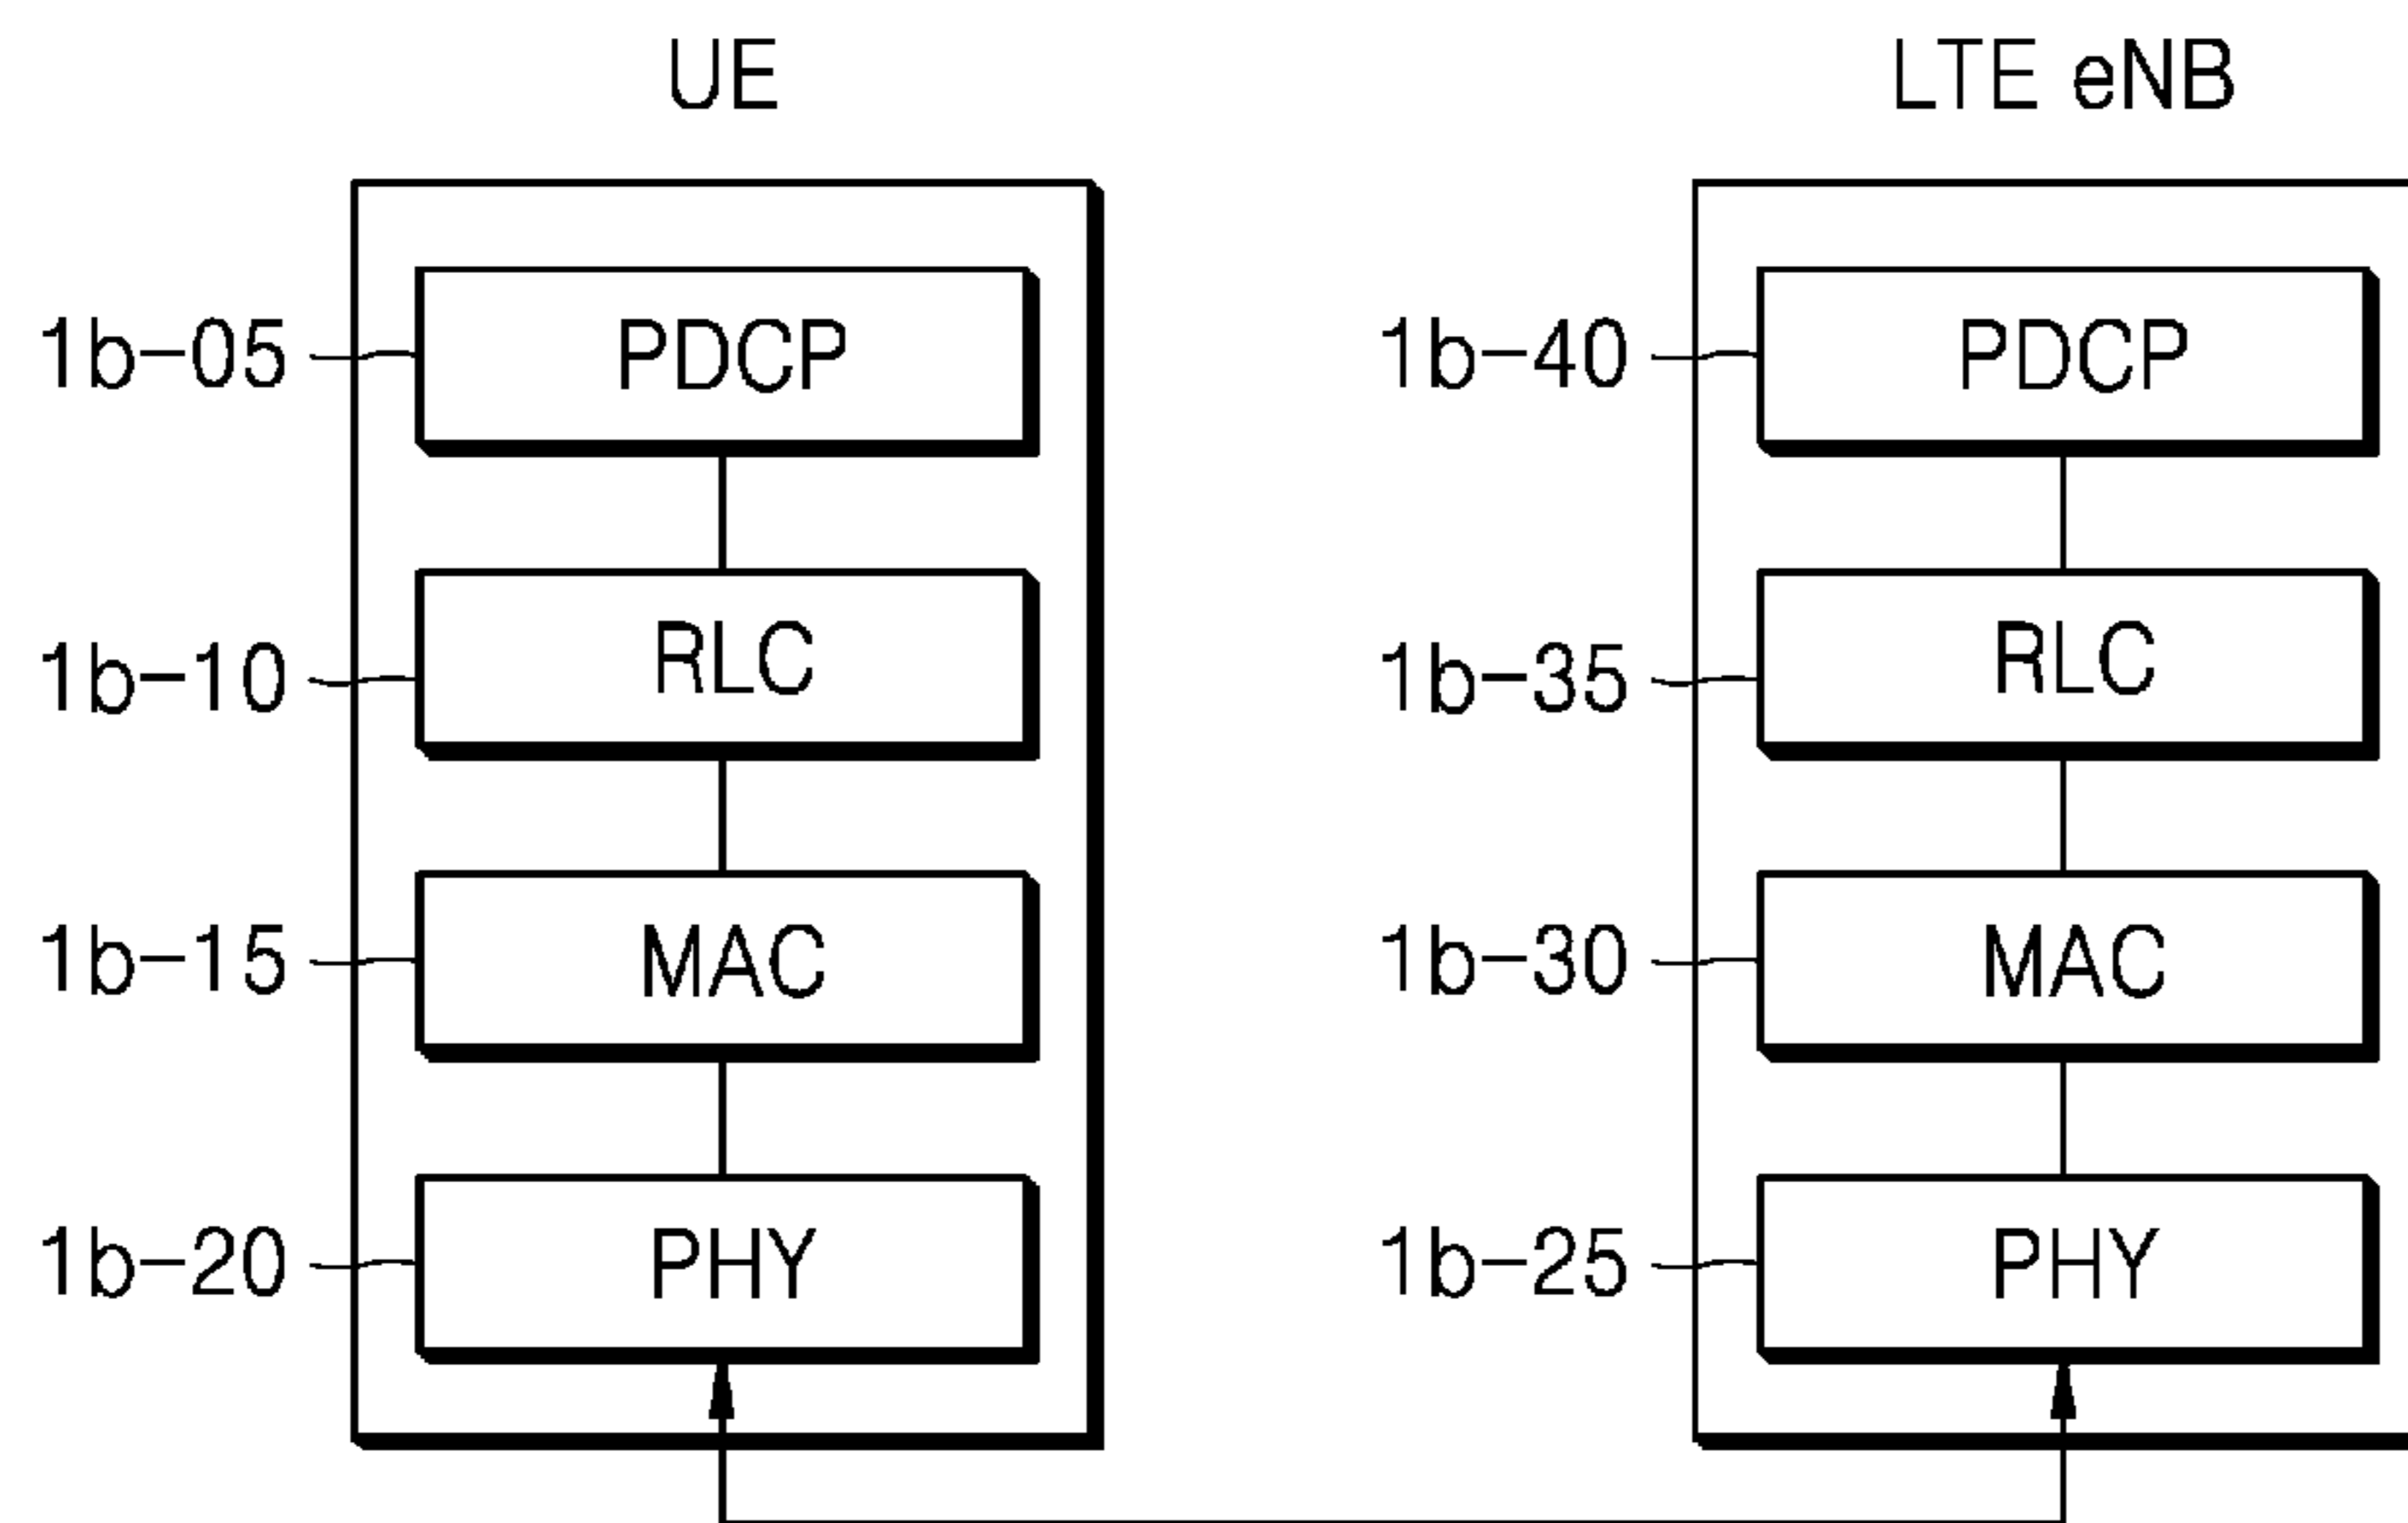 UE
LTE eNB
1b-05 PDCP
1b-40 PDCP
1b-10 RLC
1b-35 RLC
1b-15 MAC
1b-30 MAC
1b-20 PHY
1b-25 PHY